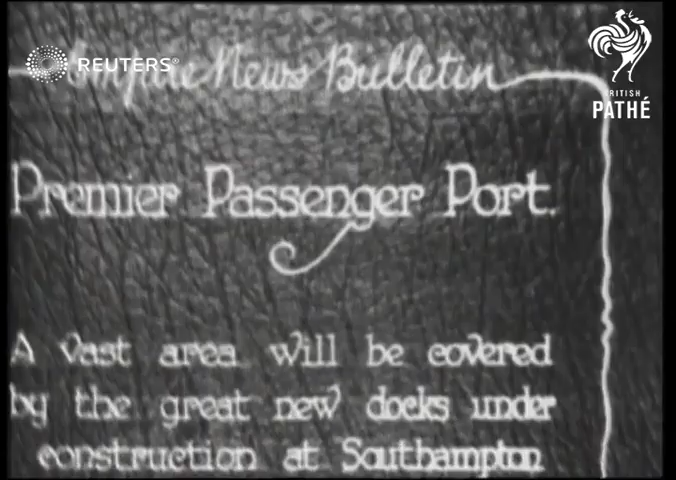 Empire News Bulletin
REUTERS®
BRITISH
PATHÉ
Premier Passenger Port.
A vast area will be covered
by the great new docks under
construction at Southampton